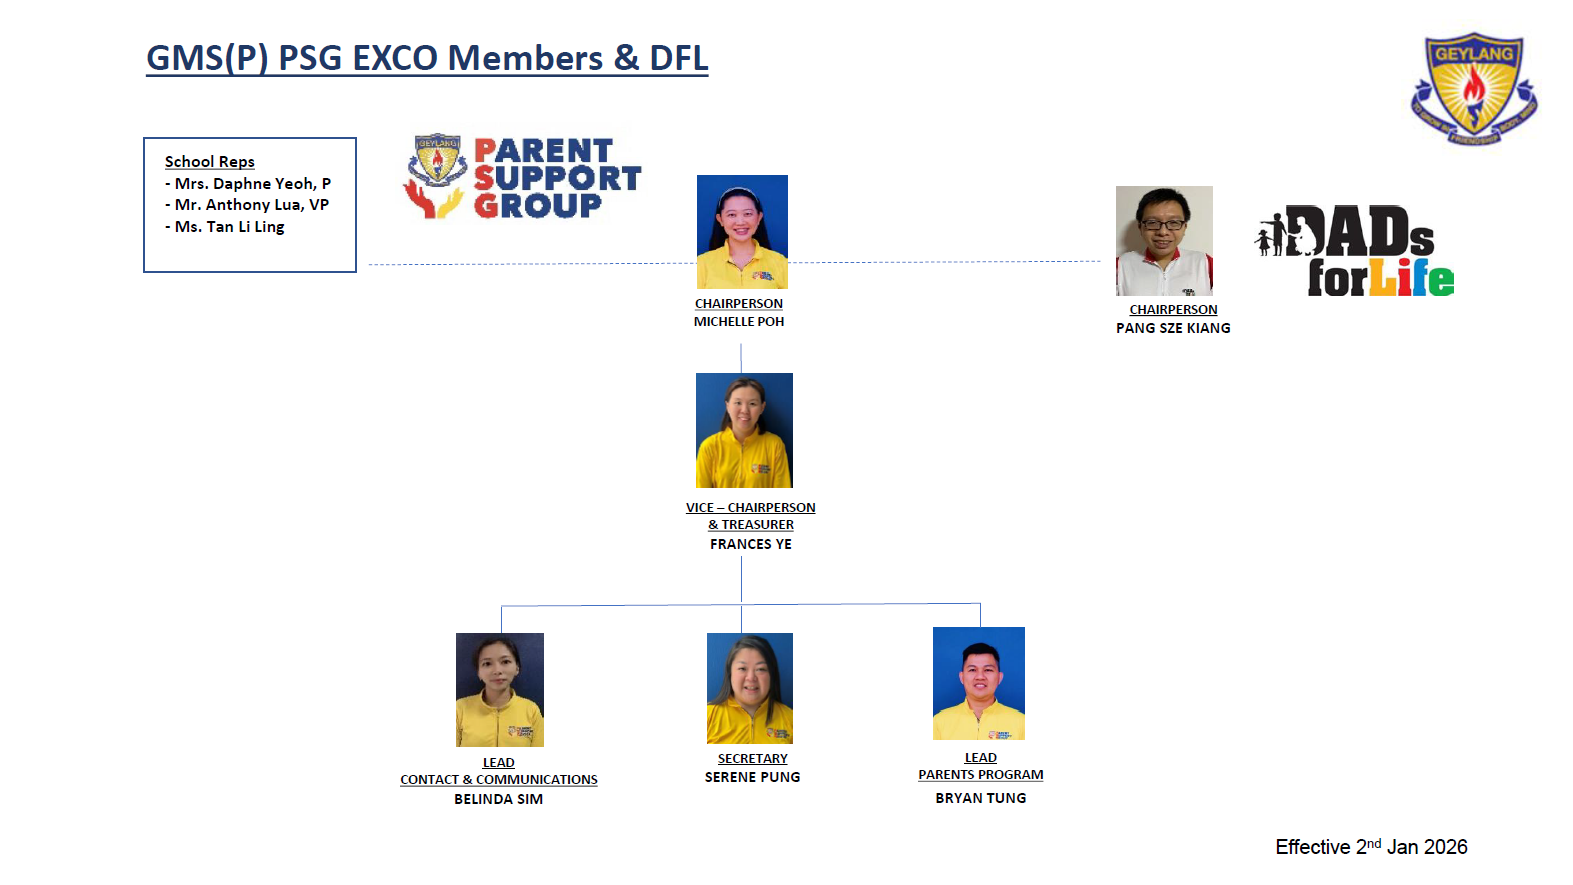 GMS(P) PSG EXCO Members & DFL
GEYLANG
School Reps
- Mrs. Daphne Yeoh, P
- Mr. Anthony Lua, VP
- Ms. Tan Li Ling
GEYLANG
PARENT
SUPPORT
GROUP
DADs
forLife
CHAIRPERSON
MICHELLE POH
CHAIRPERSON
PANG SZE KIANG
VICE – CHAIRPERSON
& TREASURER
FRANCES YE
LEAD
CONTACT & COMMUNICATIONS
BELINDA SIM
SECRETARY
SERENE PUNG
LEAD
PARENTS PROGRAM
BRYAN TUNG
Effective 2nd Jan 2026